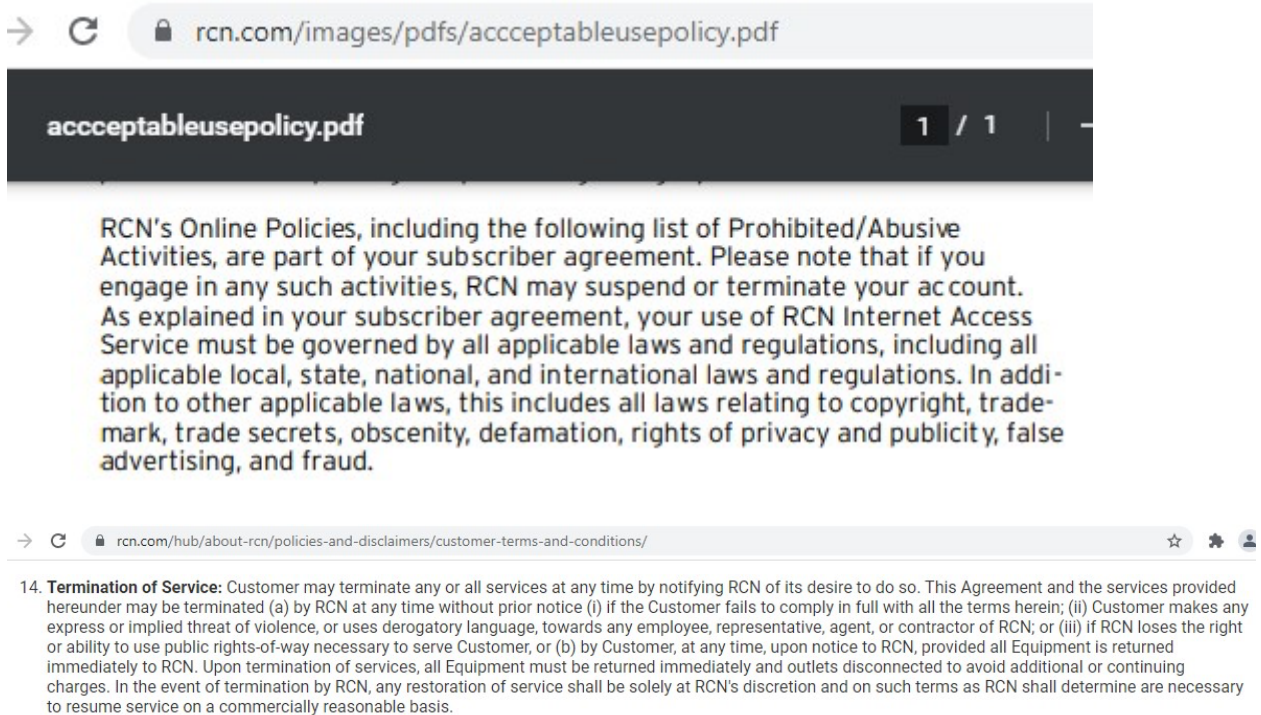 rcn.com/images/pdfs/accceptableusepolicy.pdf
accceptableusepolicy.pdf
1 / 1
RCN's Online Policies, including the following list of Prohibited/Abusive
Activities, are part of your subscriber agreement. Please note that if you
engage in any such activities, RCN may suspend or terminate your account.
As explained in your subscriber agreement, your use of RCN Internet Access
Service must be governed by all applicable laws and regulations, including all
applicable local, state, national, and international laws and regulations. In addi-
tion to other applicable laws, this includes all laws relating to copyright, trade-
mark, trade secrets, obscenity, defamation, rights of privacy and publicity, false
advertising, and fraud.
rcn.com/hub/about-rcn/policies-and-disclaimers/customer-terms-and-conditions/
14. Termination of Service: Customer may terminate any or all services at any time by notifying RCN of its desire to do so. This Agreement and the services provided
hereunder may be terminated (a) by RCN at any time without prior notice (i) if the Customer fails to comply in full with all the terms herein; (ii) Customer makes any
express or implied threat of violence, or uses derogatory language, towards any employee, representative, agent, or contractor of RCN; or (iii) if RCN loses the right
or ability to use public rights-of-way necessary to serve Customer, or (b) by Customer, at any time, upon notice to RCN, provided all Equipment is returned
immediately to RCN. Upon termination of services, all Equipment must be returned immediately and outlets disconnected to avoid additional or continuing
charges. In the event of termination by RCN, any restoration of service shall be solely at RCN's discretion and on such terms as RCN shall determine are necessary
to resume service on a commercially reasonable basis.